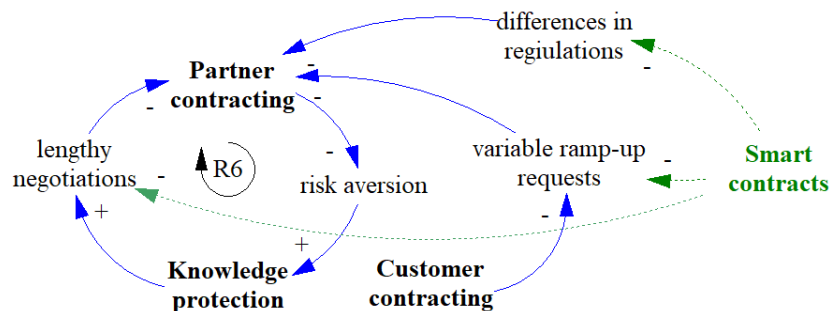 differences in
regiulations
-
Partner
contracting
-
-
-
-
lengthy
negotiations
-
R6
-
risk aversion
variable ramp-up
requests
-
-
Smart
contracts
+
+
Knowledge
protection
Customer
contracting